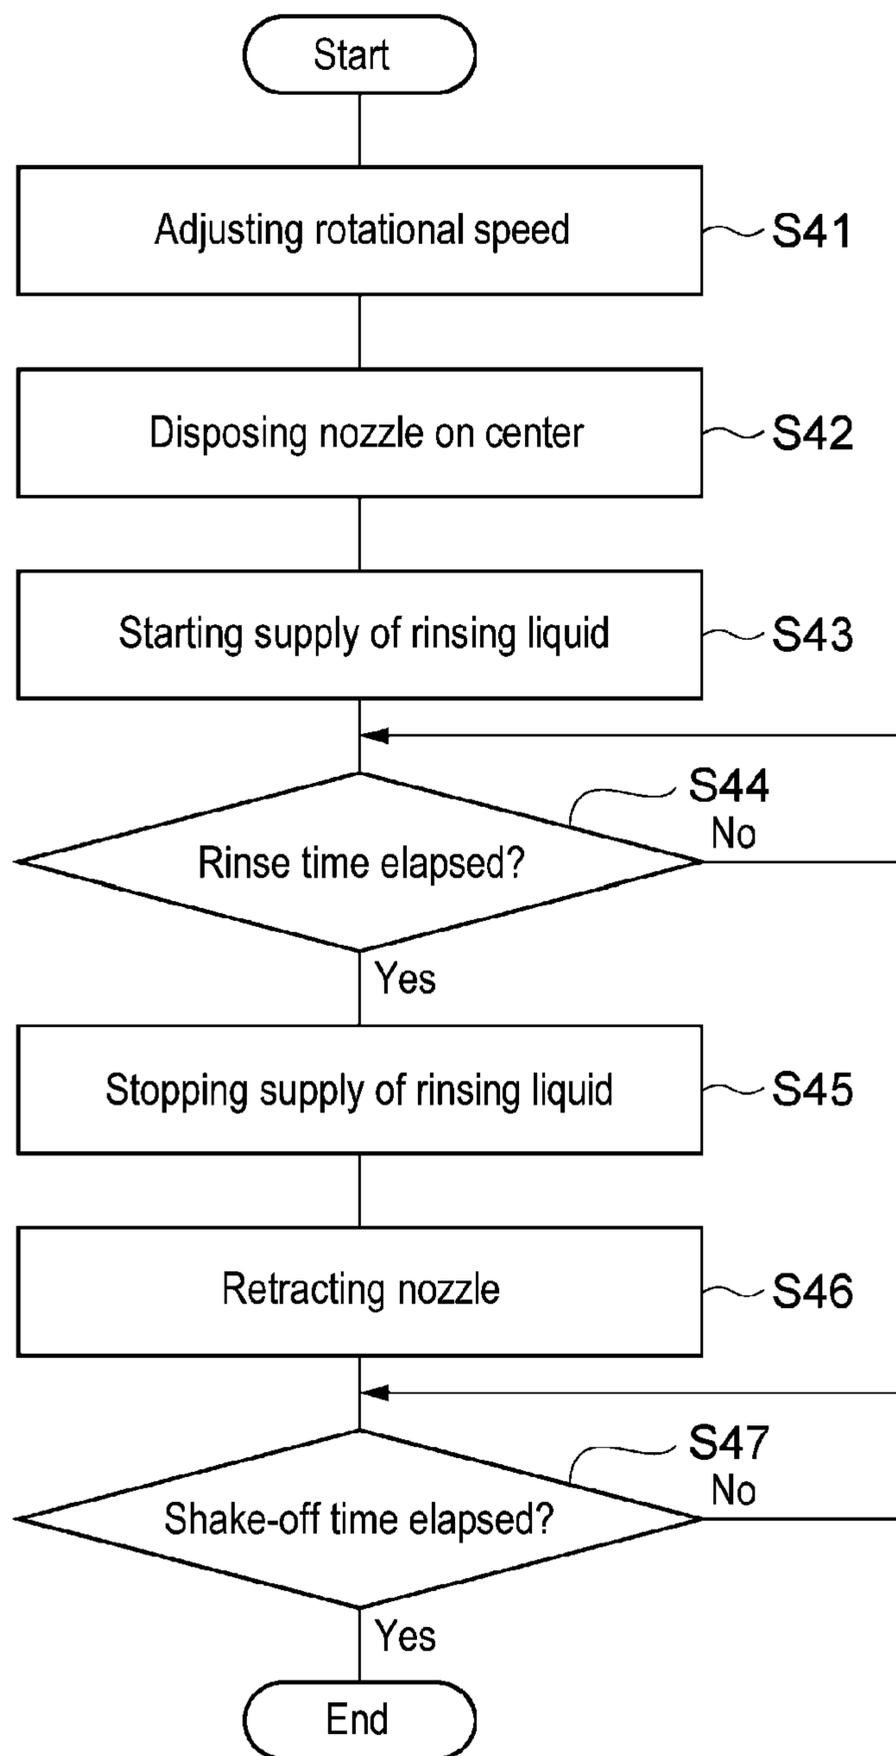 Start
Adjusting rotational speed
S41
Disposing nozzle on center
S42
Starting supply of rinsing liquid
S43
S44
No
Rinse time elapsed?
Yes
Stopping supply of rinsing liquid
S45
Retracting nozzle
S46
S47
No
Shake-off time elapsed?
Yes
End